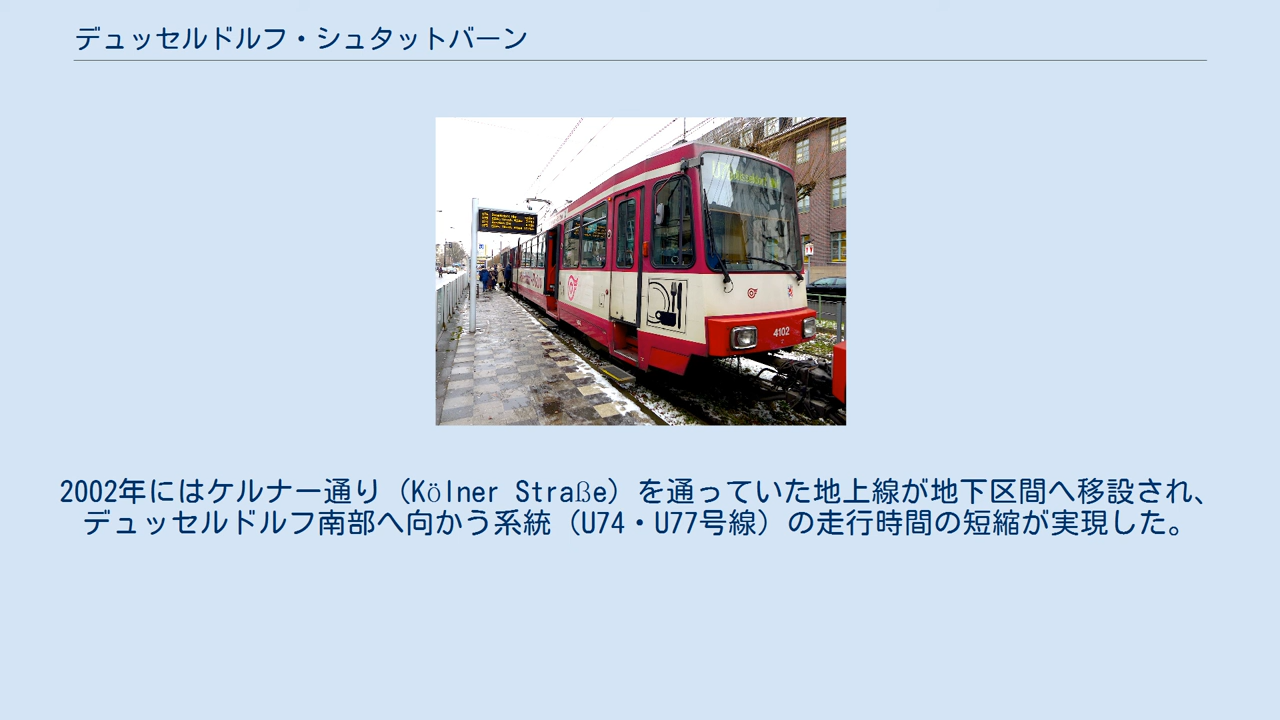 デュッセルドルフ・シュタットバーン
4102
2002年にはケルナー通り（Kölner Straße）を通っていた地上線が地下区間へ移設され、
デュッセルドルフ南部へ向かう系統（U74・U77号線）の走行時間の短縮が実現した。